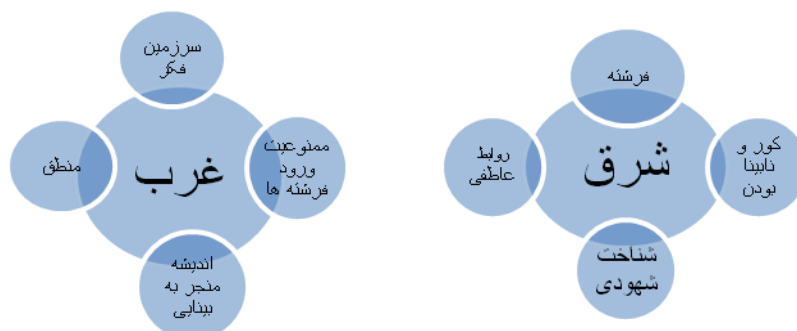 سرزمین
فکر
ممنوعیت
ورود
فرشته ها
غرب
منطق
اندیشه
منجر به
بینایی
فرشته
کور و
نابینا
بودن
شرق
روابط
عاطفی
شناخت
شهودی